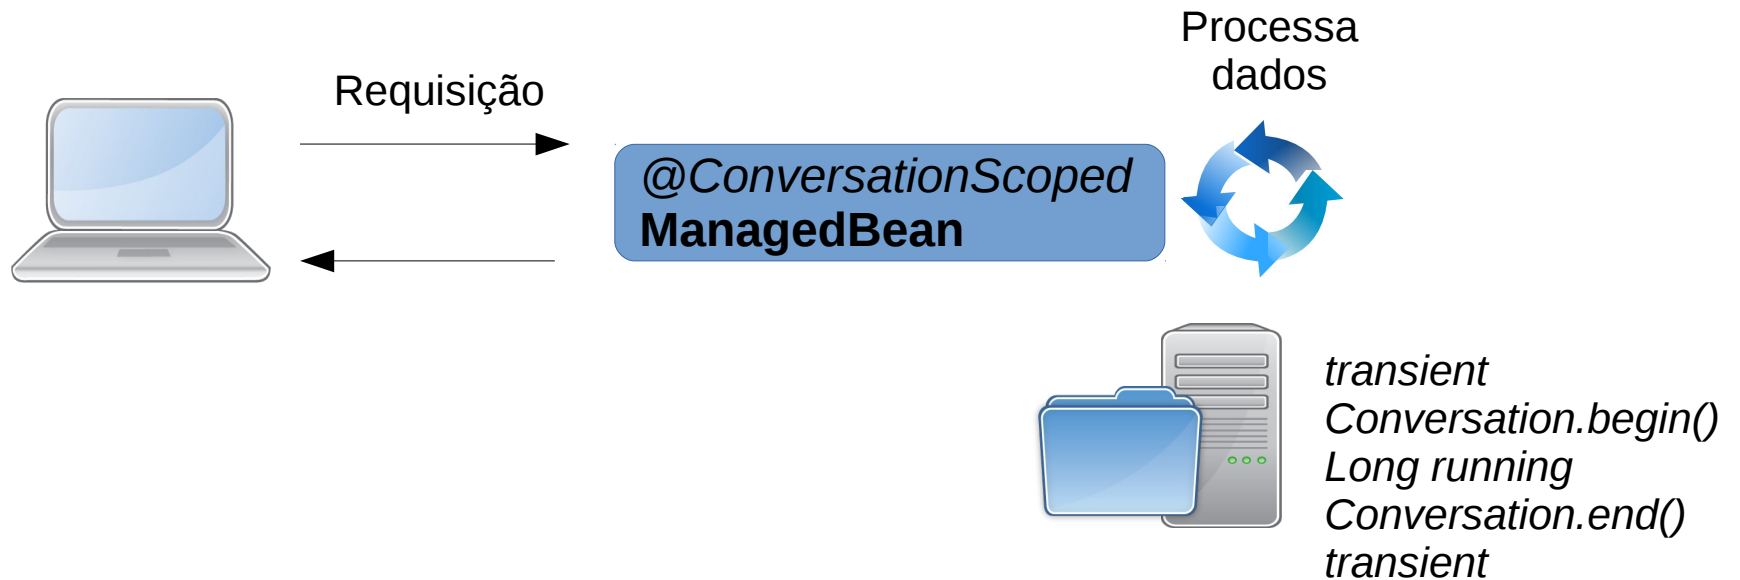 Processa
dados
Requisição
@ConversationScoped
ManagedBean
transient
Conversation.begin()
Long running
Conversation.end()
transient